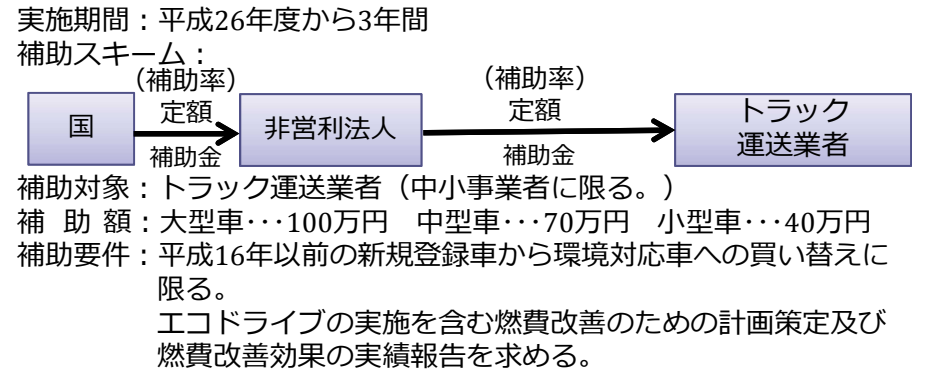 実施期間：平成26年度から3年間
補助スキーム：
（補助率）
定額
補助金
（補助率）
定額
補助金
国
非営利法人
トラック
運送業者
補助対象：トラック運送業者（中小事業者に限る。）
補 助 額：大型車･･･100万円　中型車･･･70万円　小型車･･･40万円
補助要件：平成16年以前の新規登録車から環境対応車への買い替えに
限る。
エコドライブの実施を含む燃費改善のための計画策定及び
燃費改善効果の実績報告を求める。